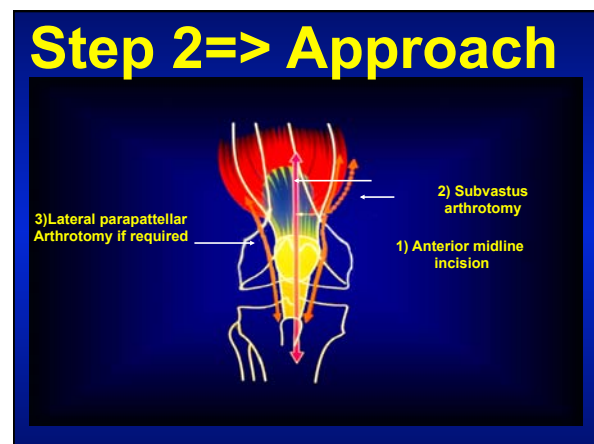 Step 2=> Approach
3)Lateral parapattellar
Arthrotomy if required
2) Subvastus
arthrotomy
1) Anterior midline
incision